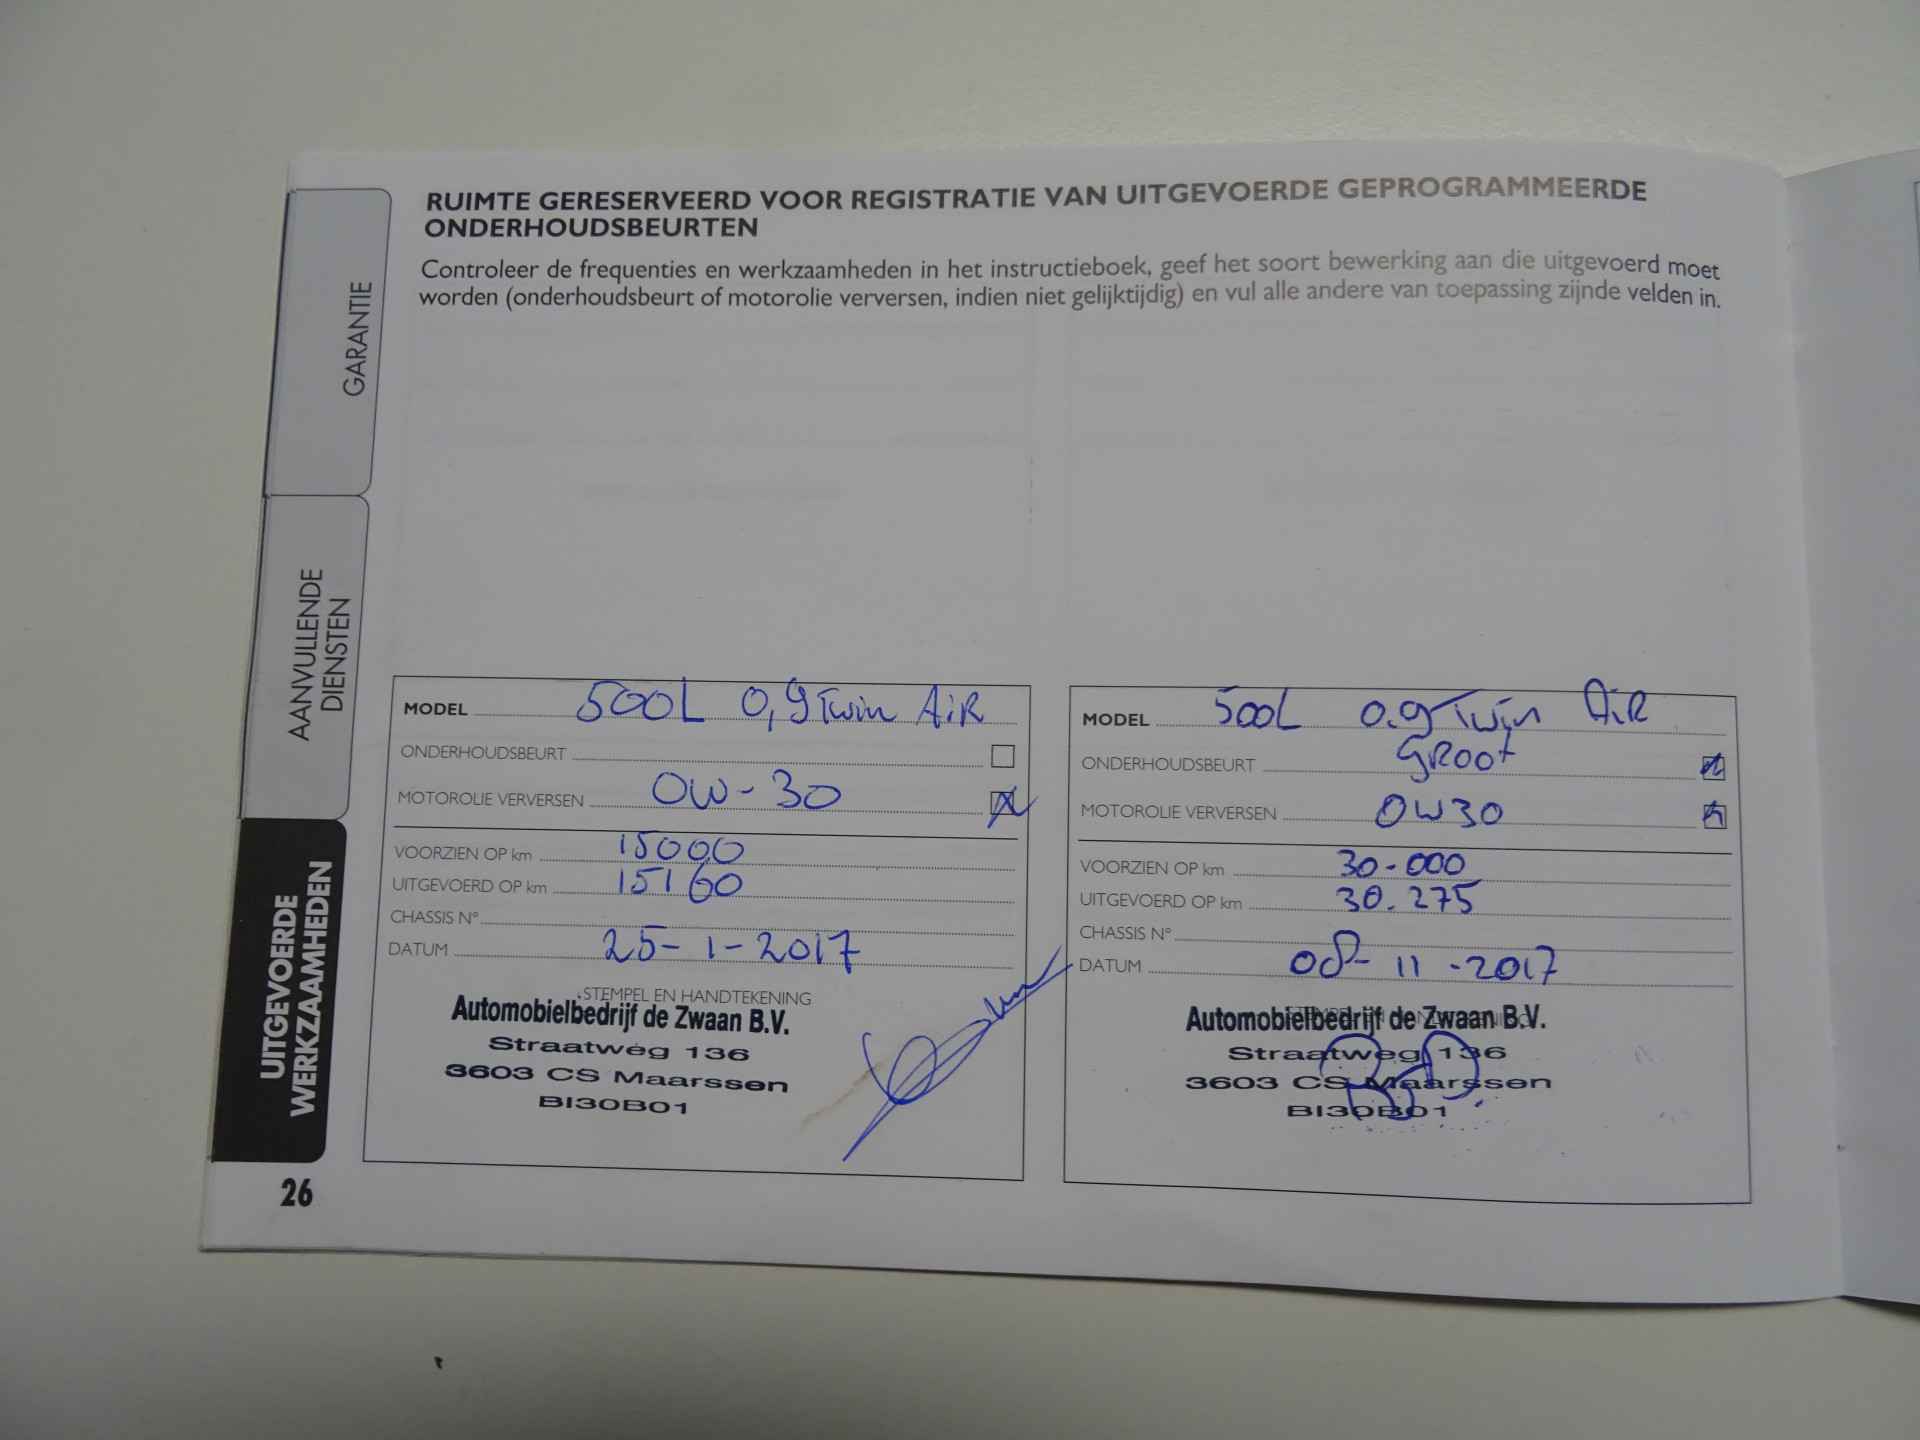 RUIMTE GERESERVEERD VOOR REGISTRATIE VAN UITGEVOERDE GEPROGRAMMEERDE
ONDERHOUDSBEURTEN
Controleer de frequenties en werkzaamheden in het instructieboek, geef het soort bewerking aan die uitgevoerd moet
worden (onderhoudsbeurt of motorolie verversen, indien niet gelijktijdig) en vul alle andere van toepassing zijnde velden in.
GARANTIE
AANVULLENDE
DIENSTEN
UITGEVOERDE
WERKZAAMHEDEN
26
MODEL 500L 0,9 Twin AiR
ONDERHOUDSBEURT
MOTOROLIE VERVERSEN 0W-30
VOORZIEN OP km 15000
UITGEVOERD OP km 15160
CHASSIS N°
DATUM 25-1-2017
STEMPEL EN HANDTEKENING
Automobielbedrijf de Zwaan B.V.
Straatweg 136
3603 CS Maarssen
BI30B01
MODEL 500L 0.9 Twin AiR
ONDERHOUDSBEURT GROOT
MOTOROLIE VERVERSEN 0W30
VOORZIEN OP km 30-000
UITGEVOERD OP km 30.275
CHASSIS N°
DATUM 08-11-2017
STEMPEL EN HANDTEKENING
Automobielbedrijf de Zwaan B.V.
Straatweg 136
3603 CS Maarssen
BI30B01